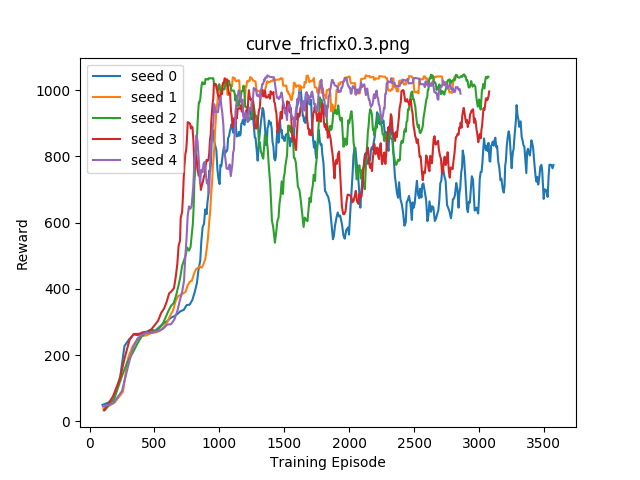 curve_fricfix0.3.png
seed 0
seed 1
seed 2
seed 3
seed 4
Reward
1000
800
600
400
200
0
0 500 1000 1500 2000 2500 3000 3500
Training Episode